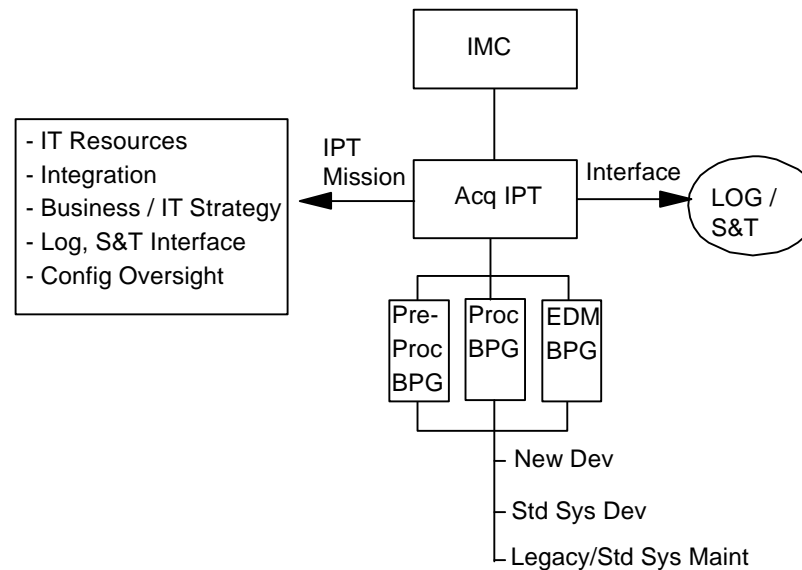 IMC
- IT Resources
- Integration
- Business / IT Strategy
- Log, S&T Interface
- Config Oversight
IPT
Mission
Acq IPT
Interface
LOG /
S&T
Pre-
Proc
BPG
Proc
BPG
EDM
BPG
New Dev
Std Sys Dev
Legacy/Std Sys Maint